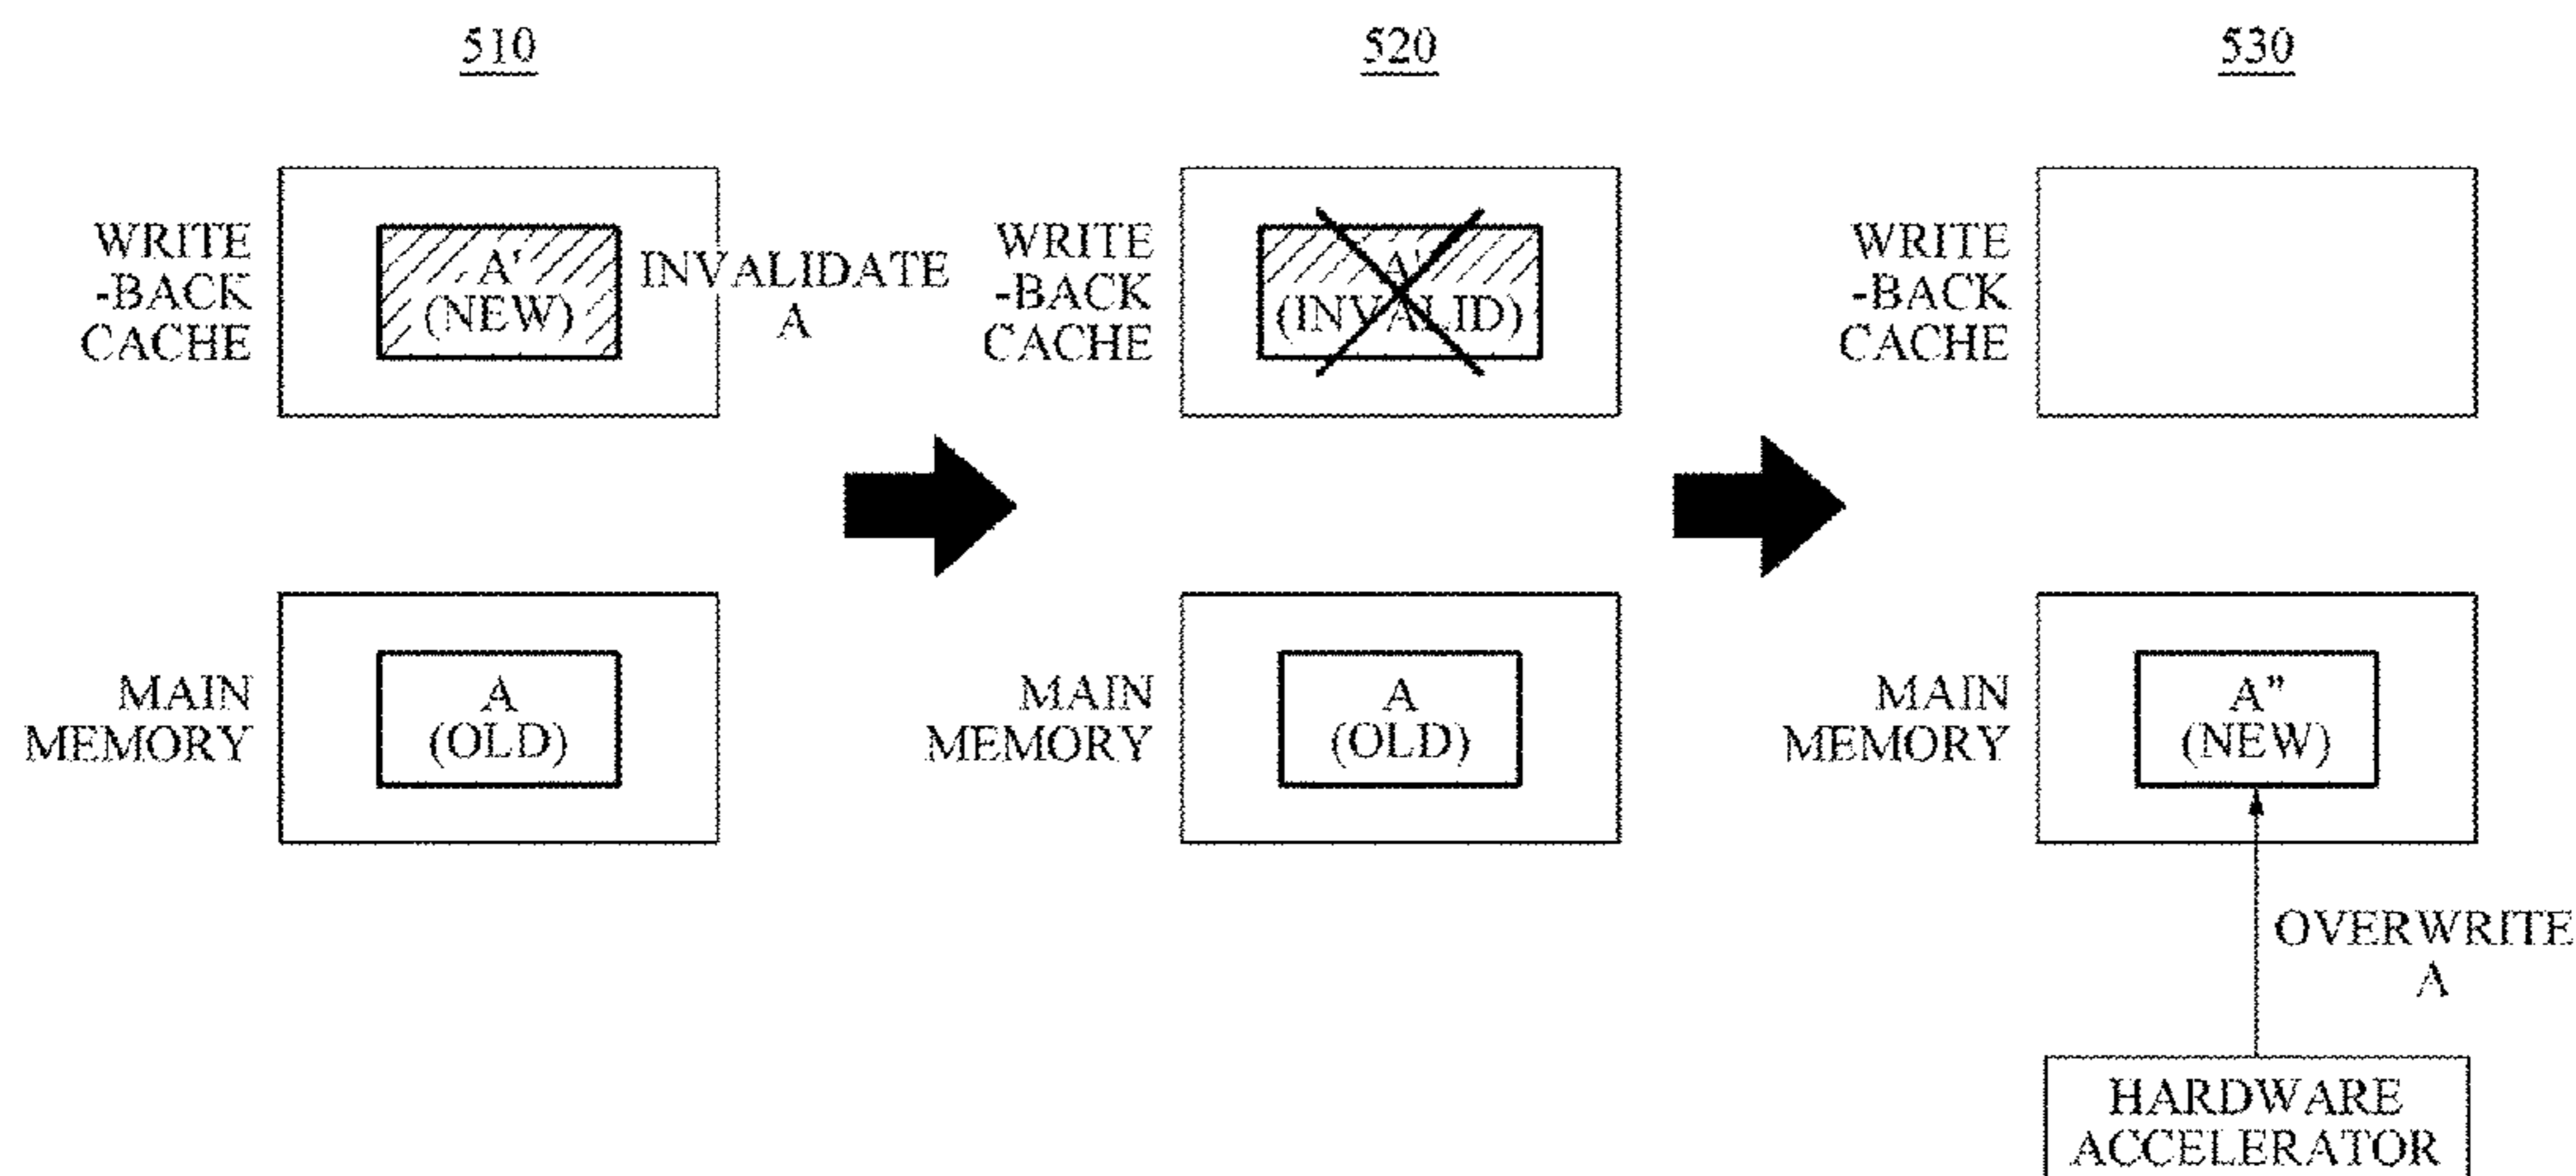 510
520
530
WRITE
-BACK
CACHE
A'
(NEW)
INVALIDATE
A
WRITE
-BACK
CACHE
A'
(INVALID)
WRITE
-BACK
CACHE
MAIN
MEMORY
A
(OLD)
MAIN
MEMORY
A
(OLD)
MAIN
MEMORY
A"
(NEW)
OVERWRITE
A
HARDWARE
ACCELERATOR